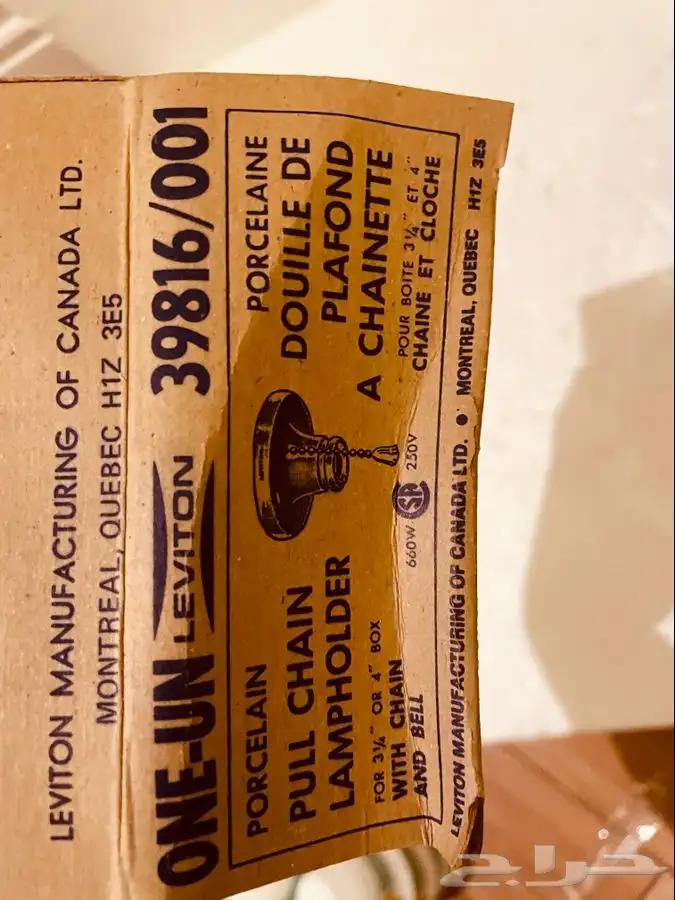 LEVITON MANUFACTURING OF CANADA LTD.
MONTREAL, QUEBEC H1Z 3E5
ONE-UN LEVITON 39816/001
PORCELAIN
PULL CHAIN
LAMPHOLDER
FOR 3¼" OR 4" BOX
WITH CHAIN
AND BELL
PORCELAINE
DOUILLE DE
PLAFOND
A CHAINETTE
POUR BOITE 3¼" ET 4"
CHAINE ET CLOCHE
660W SA 250V
LEVITON MANUFACTURING OF CANADA LTD. • MONTREAL, QUEBEC H1Z 3E5
حراج